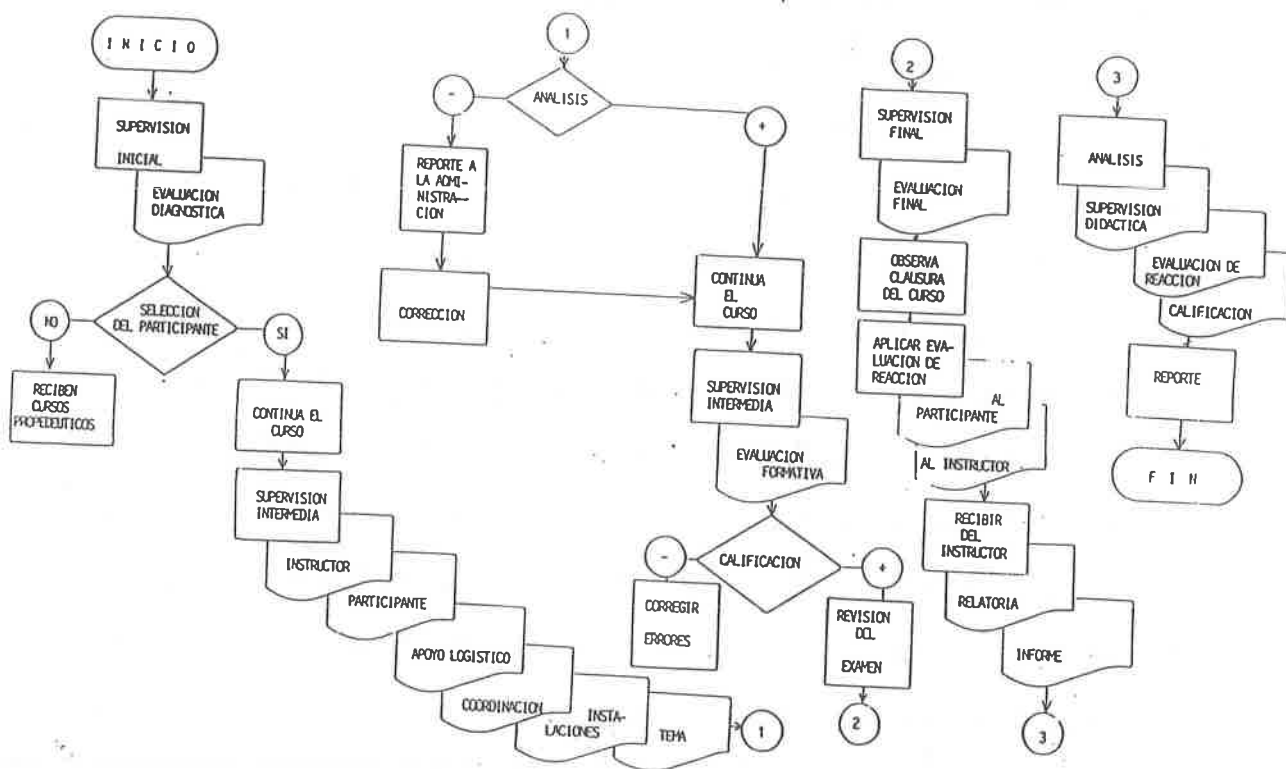 I N I C I O
SUPERVISION
INICIAL
EVALUACION
DIAGNOSTICA
SELECCION
DEL PARTICIPANTE
NO
SI
RECIBEN
CURSOS
PROPEDEUTICOS
CONTINUA EL
CURSO
SUPERVISION
INTERMEDIA
INSTRUCTOR
PARTICIPANTE
APOYO LOGISTICO
COORDINACION
INSTA-
LACIONES
TEMA
1
1
ANALISIS
-
+
REPORTE A
LA ADMI-
NISTRA-
CION
CORRECCION
CONTINUA
EL
CURSO
SUPERVISION
INTERMEDIA
EVALUACION
FORMATIVA
CALIFICACION
-
+
CORREGIR
ERRORES
REVISION
DEL
EXAMEN
2
2
SUPERVISION
FINAL
EVALUACION
FINAL
OBSERVA
CLAUSURA
DEL CURSO
APLICAR EVA-
LUACION DE
REACCION
AL
PARTICIPANTE
AL INSTRUCTOR
RECIBIR
DEL
INSTRUCTOR
RELATORIA
INFORME
3
3
ANALISIS
SUPERVISION
DIDACTICA
EVALUACION DE
REACCION
CALIFICACION
REPORTE
F I N